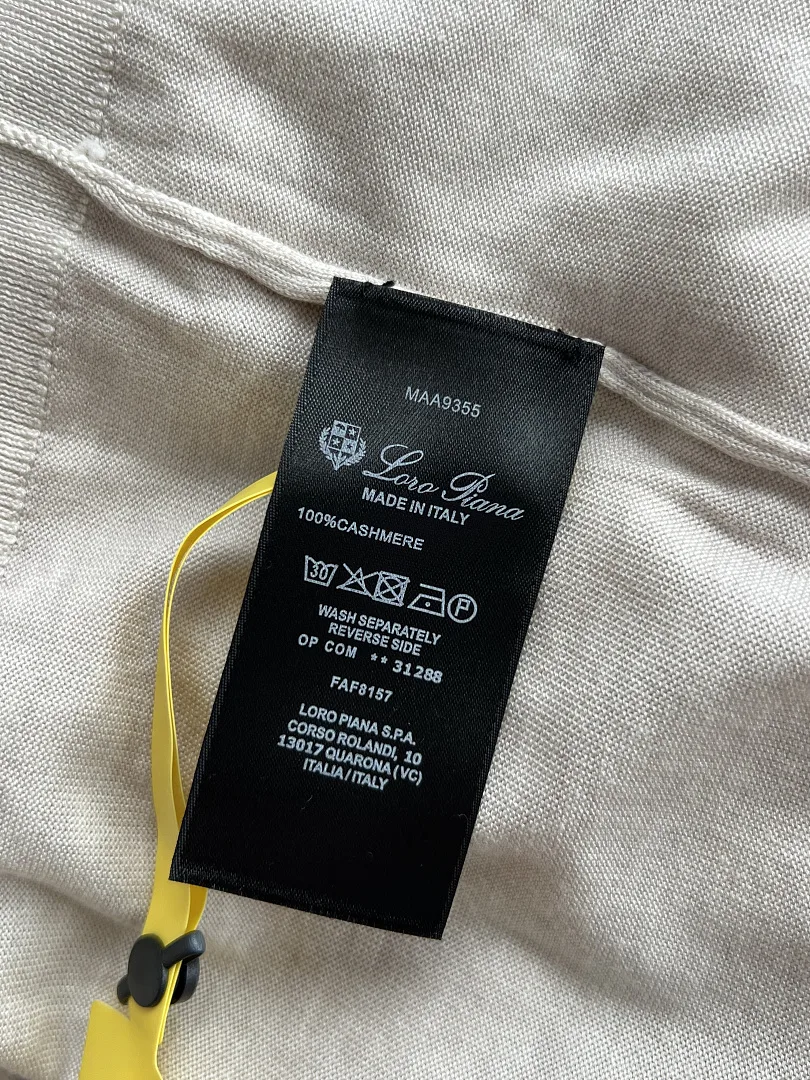 MAA9355
Loro Piana
MADE IN ITALY
100%CASHMERE
30 P
WASH SEPARATELY
REVERSE SIDE
OP COM ** 31288
FAF8157
LORO PIANA S.P.A.
CORSO ROLANDI, 10
13017 QUARONA (VC)
ITALIA / ITALY